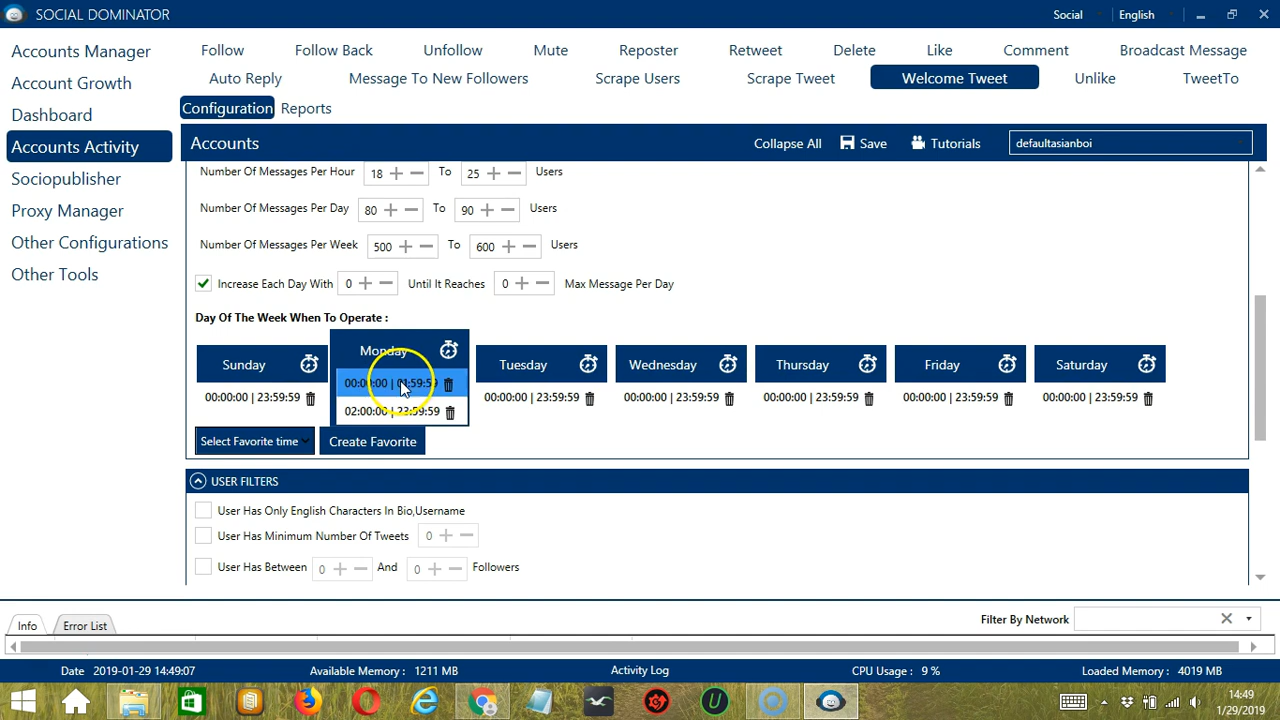 SOCIAL DOMINATOR
Social
English
Accounts Manager
Account Growth
Dashboard
Accounts Activity
Sociopublisher
Proxy Manager
Other Configurations
Other Tools
Follow Follow Back Unfollow Mute Reposter Retweet Delete Like Comment Broadcast Message
Auto Reply Message To New Followers Scrape Users Scrape Tweet Welcome Tweet Unlike TweetTo
Configuration Reports
Accounts Collapse All Save Tutorials defaultasianboi
Number Of Messages Per Hour 18 + − To 25 + − Users
Number Of Messages Per Day 80 + − To 90 + − Users
Number Of Messages Per Week 500 + − To 600 + − Users
Increase Each Day With 0 + − Until It Reaches 0 + − Max Message Per Day
Day Of The Week When To Operate :
Sunday Monday Tuesday Wednesday Thursday Friday Saturday
00:00:00 | 01:59:59
00:00:00 | 23:59:59 00:00:00 | 23:59:59 00:00:00 | 23:59:59 00:00:00 | 23:59:59 00:00:00 | 23:59:59 00:00:00 | 23:59:59
02:00:00 | 23:59:59
Select Favorite time Create Favorite
USER FILTERS
User Has Only English Characters In Bio,Username
User Has Minimum Number Of Tweets 0 + −
User Has Between 0 + − And 0 + − Followers
Info Error List Filter By Network
Date 2019-01-29 14:49:07 Available Memory : 1211 MB Activity Log CPU Usage : 9 % Loaded Memory : 4019 MB
14:49
1/29/2019